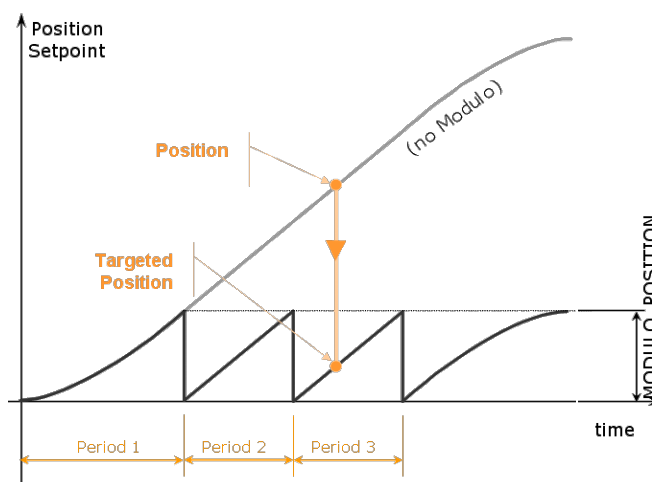 Position
Setpoint
(no Modulo)
Position
Targeted
Position
MODULO POSITION
time
Period 1
Period 2
Period 3